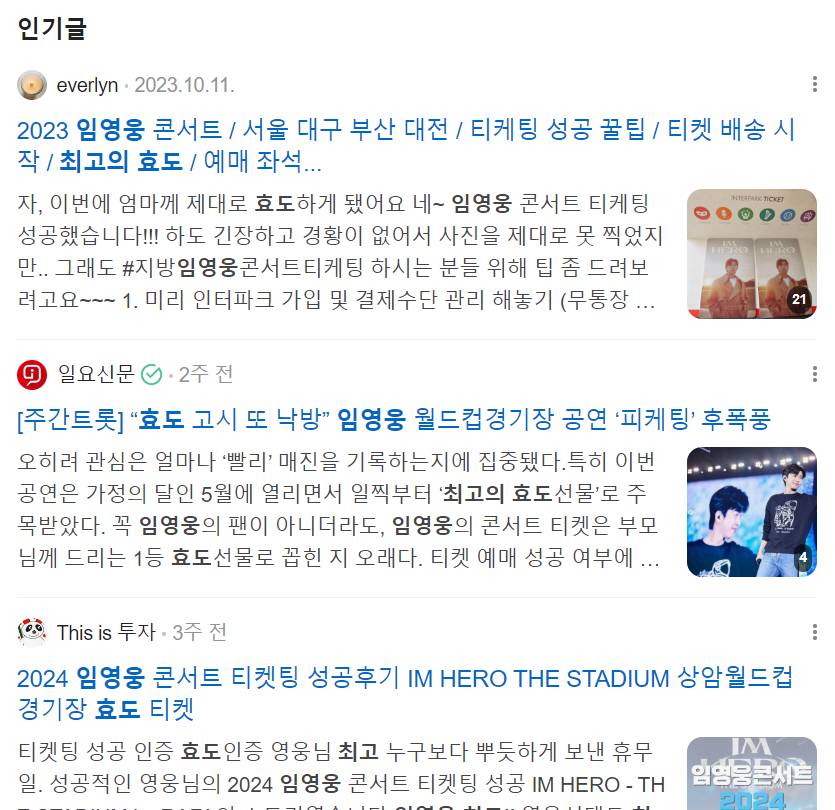 인기글
everlyn · 2023.10.11.
2023 임영웅 콘서트 / 서울 대구 부산 대전 / 티케팅 성공 꿀팁 / 티켓 배송 시
작 / 최고의 효도 / 예매 좌석...
자, 이번에 엄마께 제대로 효도하게 됐어요 네~ 임영웅 콘서트 티케팅
성공했습니다!!! 하도 긴장하고 경황이 없어서 사진을 제대로 못 찍었지
만.. 그래도 #지방임영웅콘서트티케팅 하시는 분들 위해 팁 좀 드려보
려고요~~~ 1. 미리 인터파크 가입 및 결제수단 관리 해놓기 (무통장 ...
INTERPARK TICKET
IM HERO
21
일요신문 · 2주 전
[주간트롯] “효도 고시 또 낙방” 임영웅 월드컵경기장 공연 ‘피케팅’ 후폭풍
오히려 관심은 얼마나 ‘빨리’ 매진을 기록하는지에 집중됐다.특히 이번
공연은 가정의 달인 5월에 열리면서 일찍부터 ‘최고의 효도선물’로 주
목받았다. 꼭 임영웅의 팬이 아니더라도, 임영웅의 콘서트 티켓은 부모
님께 드리는 1등 효도선물로 꼽힌 지 오래다. 티켓 예매 성공 여부에 ...
4
This is 투자 · 3주 전
2024 임영웅 콘서트 티켓팅 성공후기 IM HERO THE STADIUM 상암월드컵
경기장 효도 티켓
티켓팅 성공 인증 효도인증 영웅님 최고 누구보다 뿌듯하게 보낸 휴무
일. 성공적인 영웅님의 2024 임영웅 콘서트 티켓팅 성공 IM HERO - TH
IM
HERO
임영웅콘서트
2024